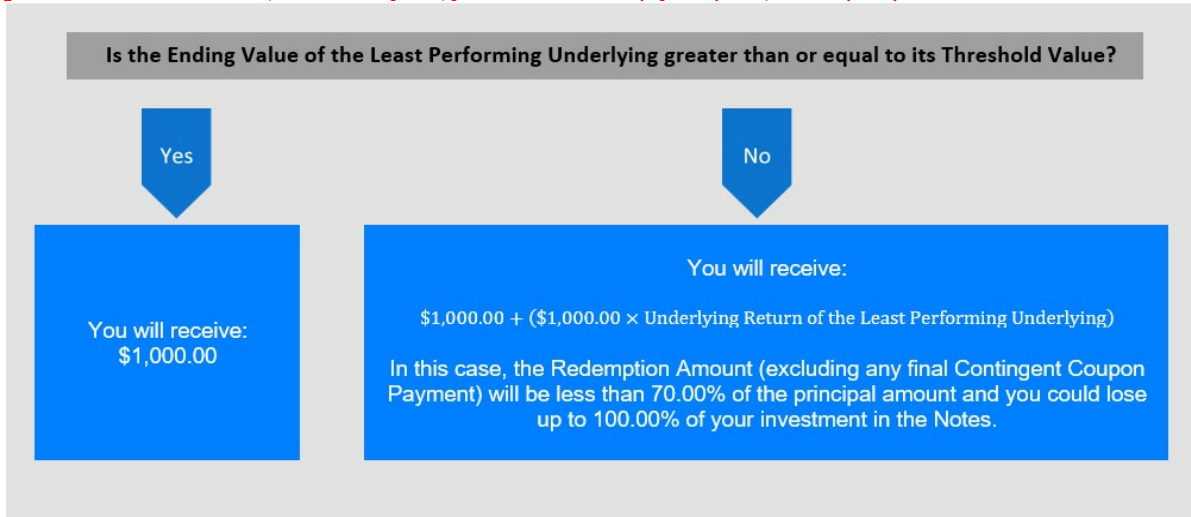 Is the Ending Value of the Least Performing Underlying greater than or equal to its Threshold Value?
Yes
No
You will receive:
$1,000.00
You will receive:
$1,000.00 + ($1,000.00 × Underlying Return of the Least Performing Underlying)
In this case, the Redemption Amount (excluding any final Contingent Coupon
Payment) will be less than 70.00% of the principal amount and you could lose
up to 100.00% of your investment in the Notes.